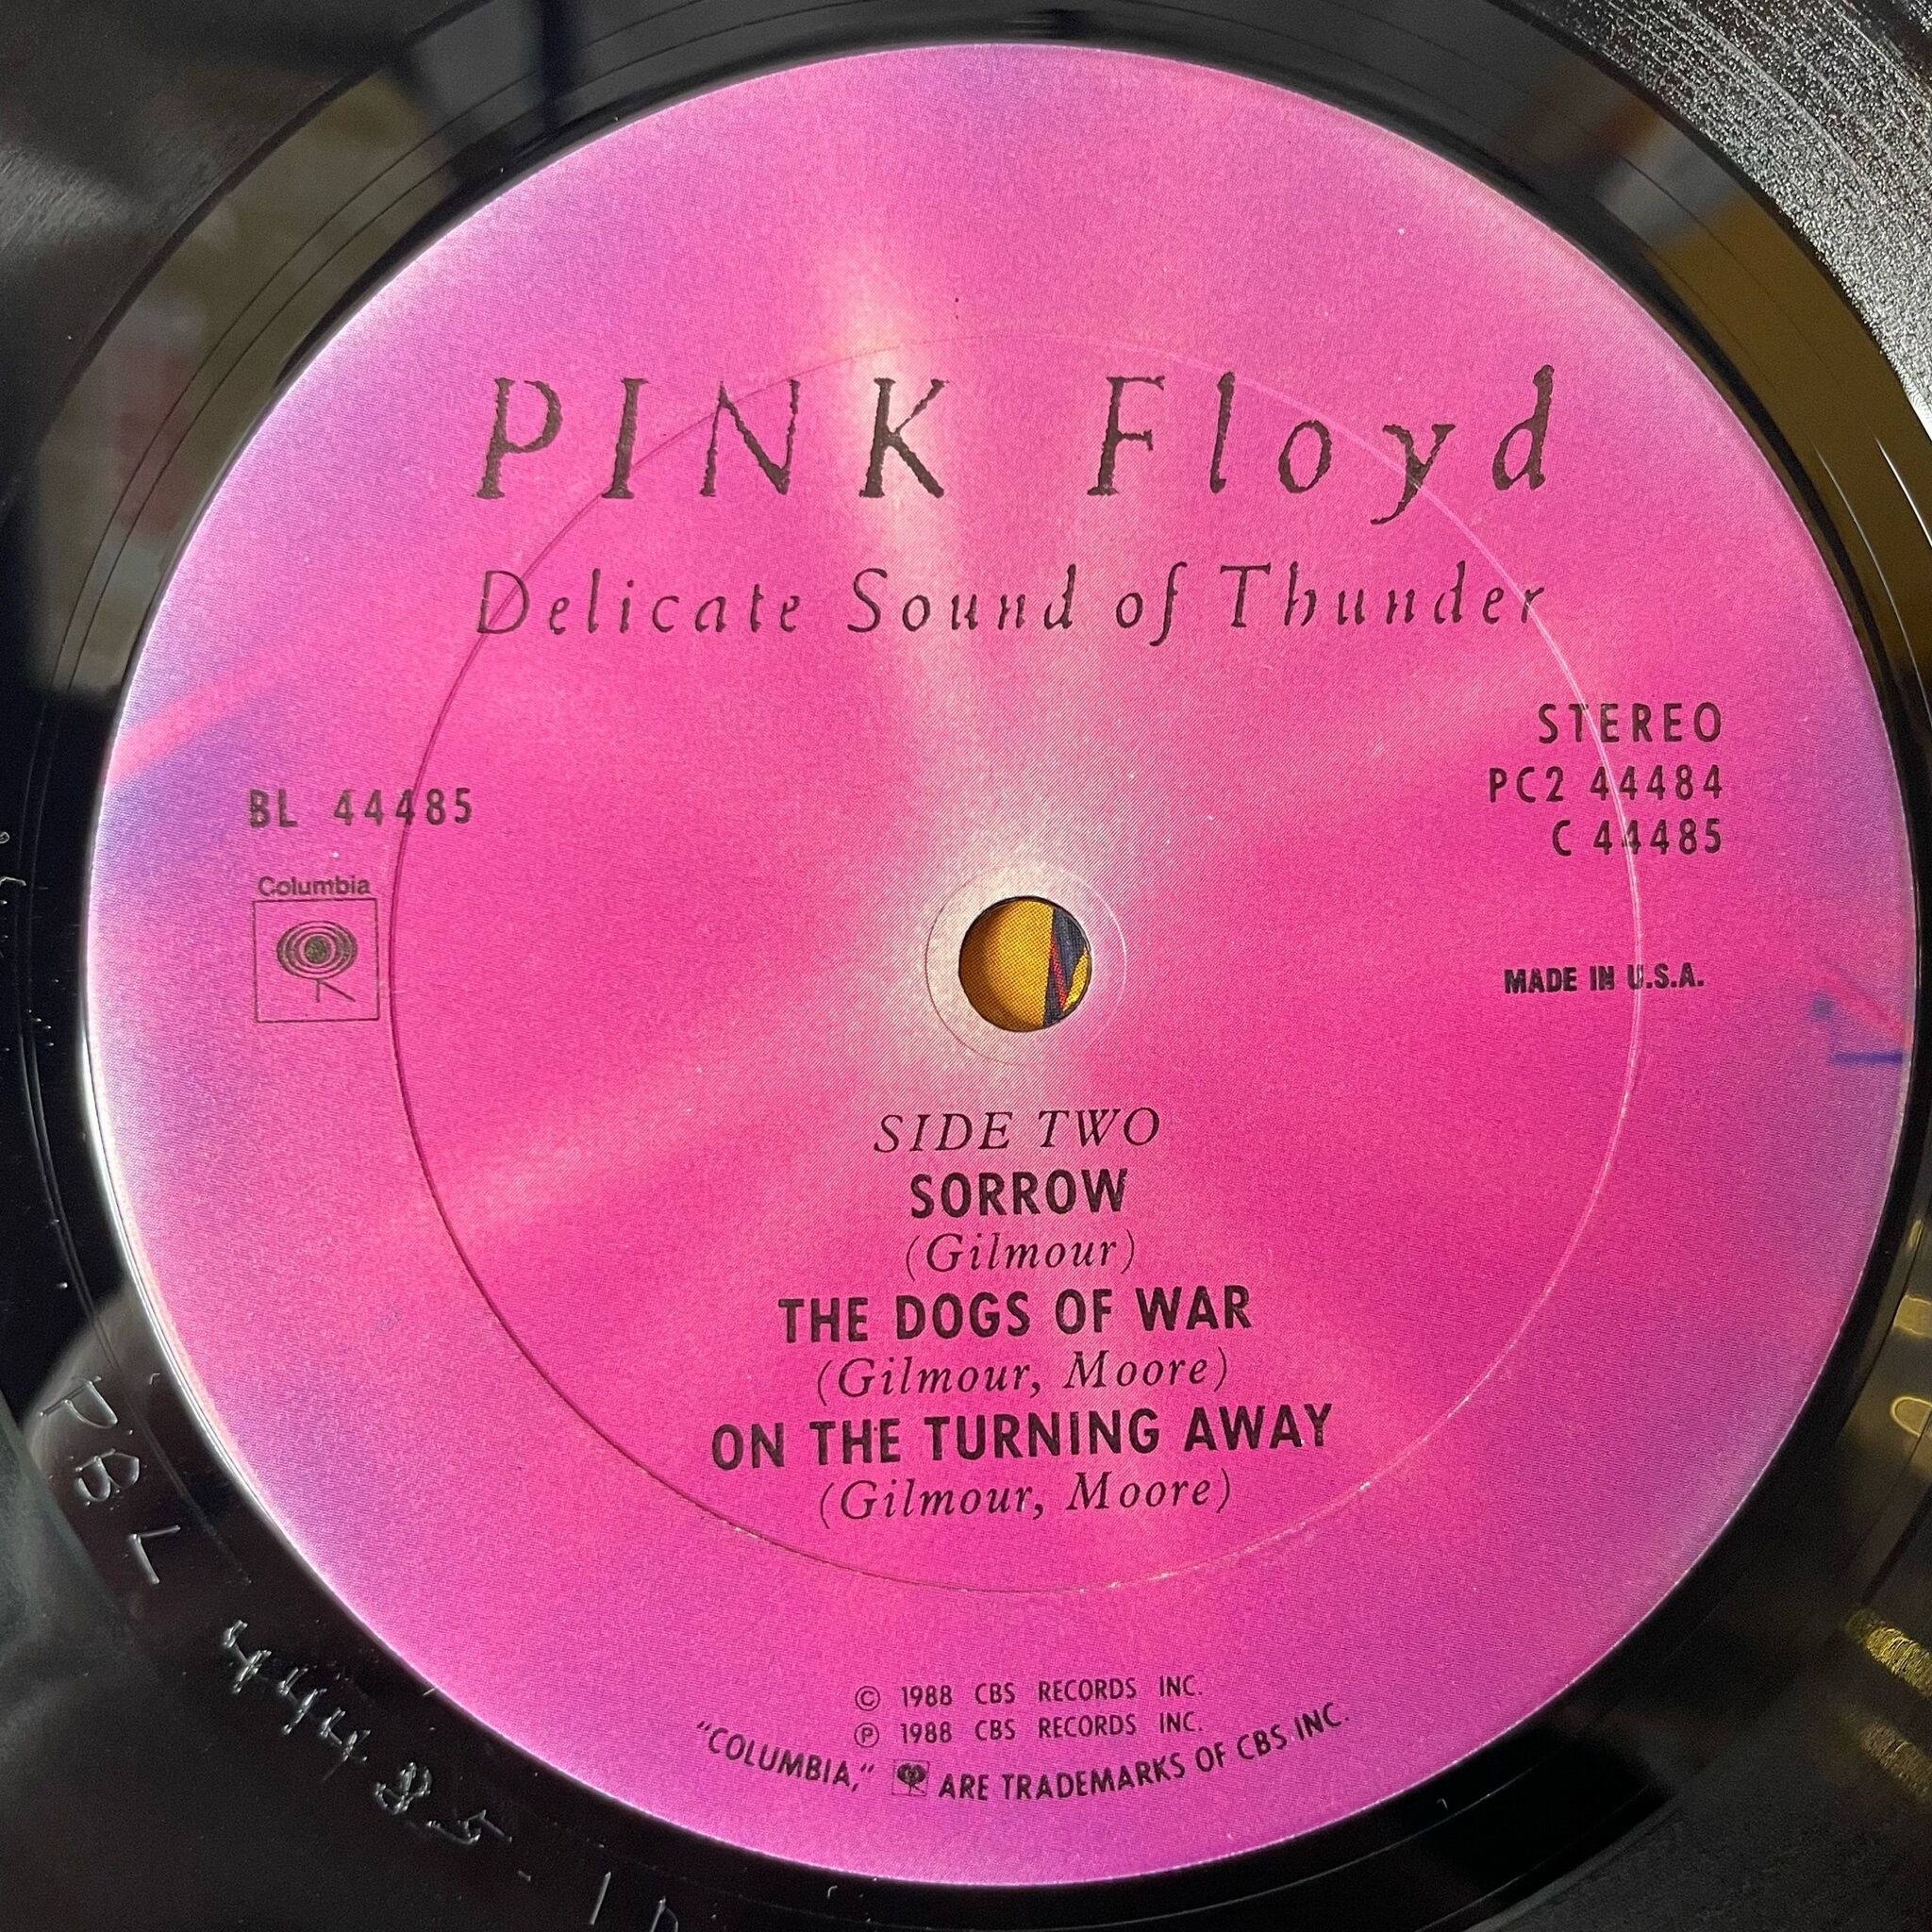 PINK Floyd
Delicate Sound of Thunder
STEREO
PC2 44484
C 44485
BL 44485
Columbia
MADE IN U.S.A.
SIDE TWO
SORROW
(Gilmour)
THE DOGS OF WAR
(Gilmour, Moore)
ON THE TURNING AWAY
(Gilmour, Moore)
© 1988 CBS RECORDS INC.
℗ 1988 CBS RECORDS INC.
"COLUMBIA," ARE TRADEMARKS OF CBS INC.
PBL